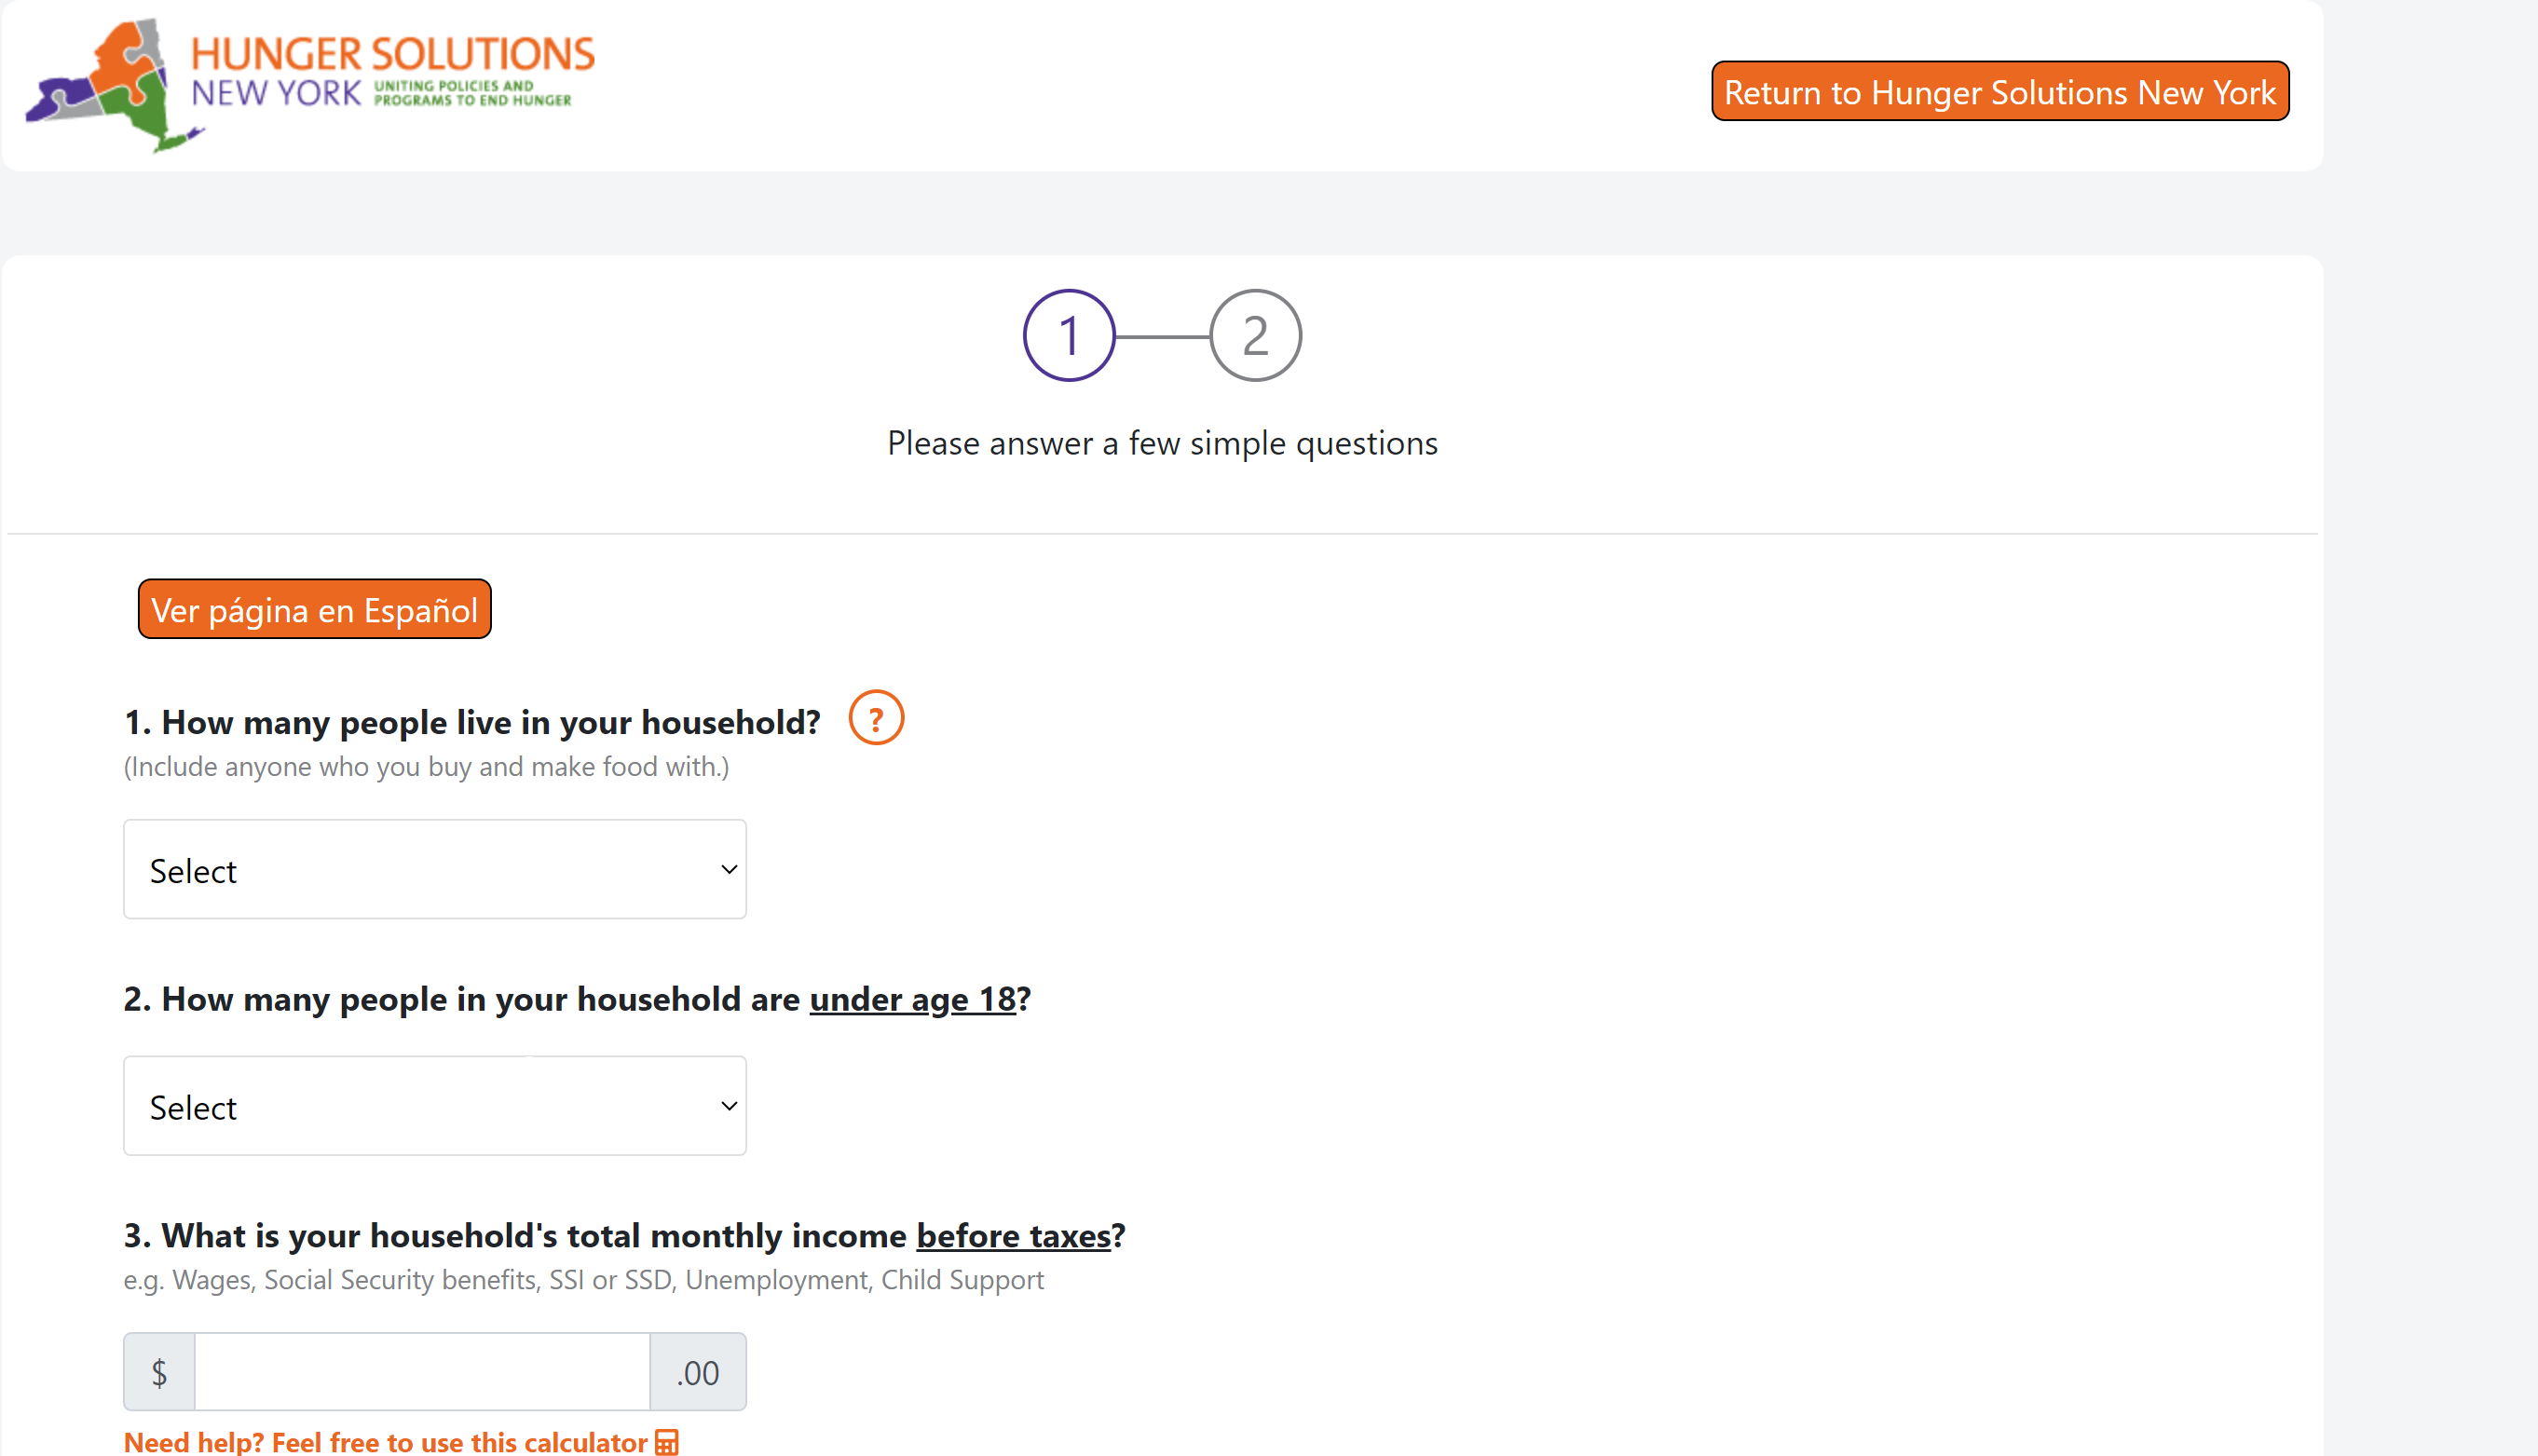 HUNGER SOLUTIONS
NEW YORK UNITING POLICIES AND
PROGRAMS TO END HUNGER
Return to Hunger Solutions New York
1
2
Please answer a few simple questions
Ver página en Español
1. How many people live in your household? ?
(Include anyone who you buy and make food with.)
Select
2. How many people in your household are under age 18?
Select
3. What is your household's total monthly income before taxes?
e.g. Wages, Social Security benefits, SSI or SSD, Unemployment, Child Support
$ .00
Need help? Feel free to use this calculator